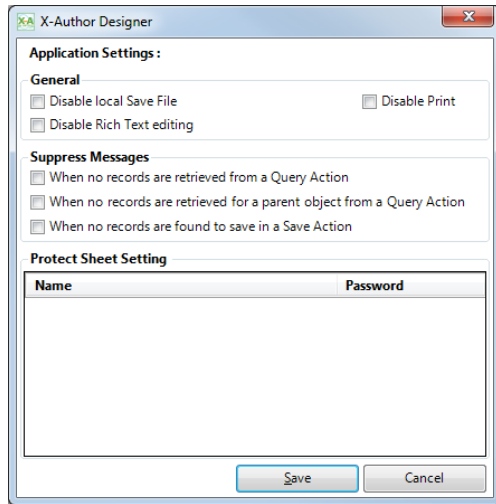 X-A X-Author Designer
Application Settings :
General
Disable local Save File Disable Print
Disable Rich Text editing
Suppress Messages
When no records are retrieved from a Query Action
When no records are retrieved for a parent object from a Query Action
When no records are found to save in a Save Action
Protect Sheet Setting
Name Password
Save Cancel